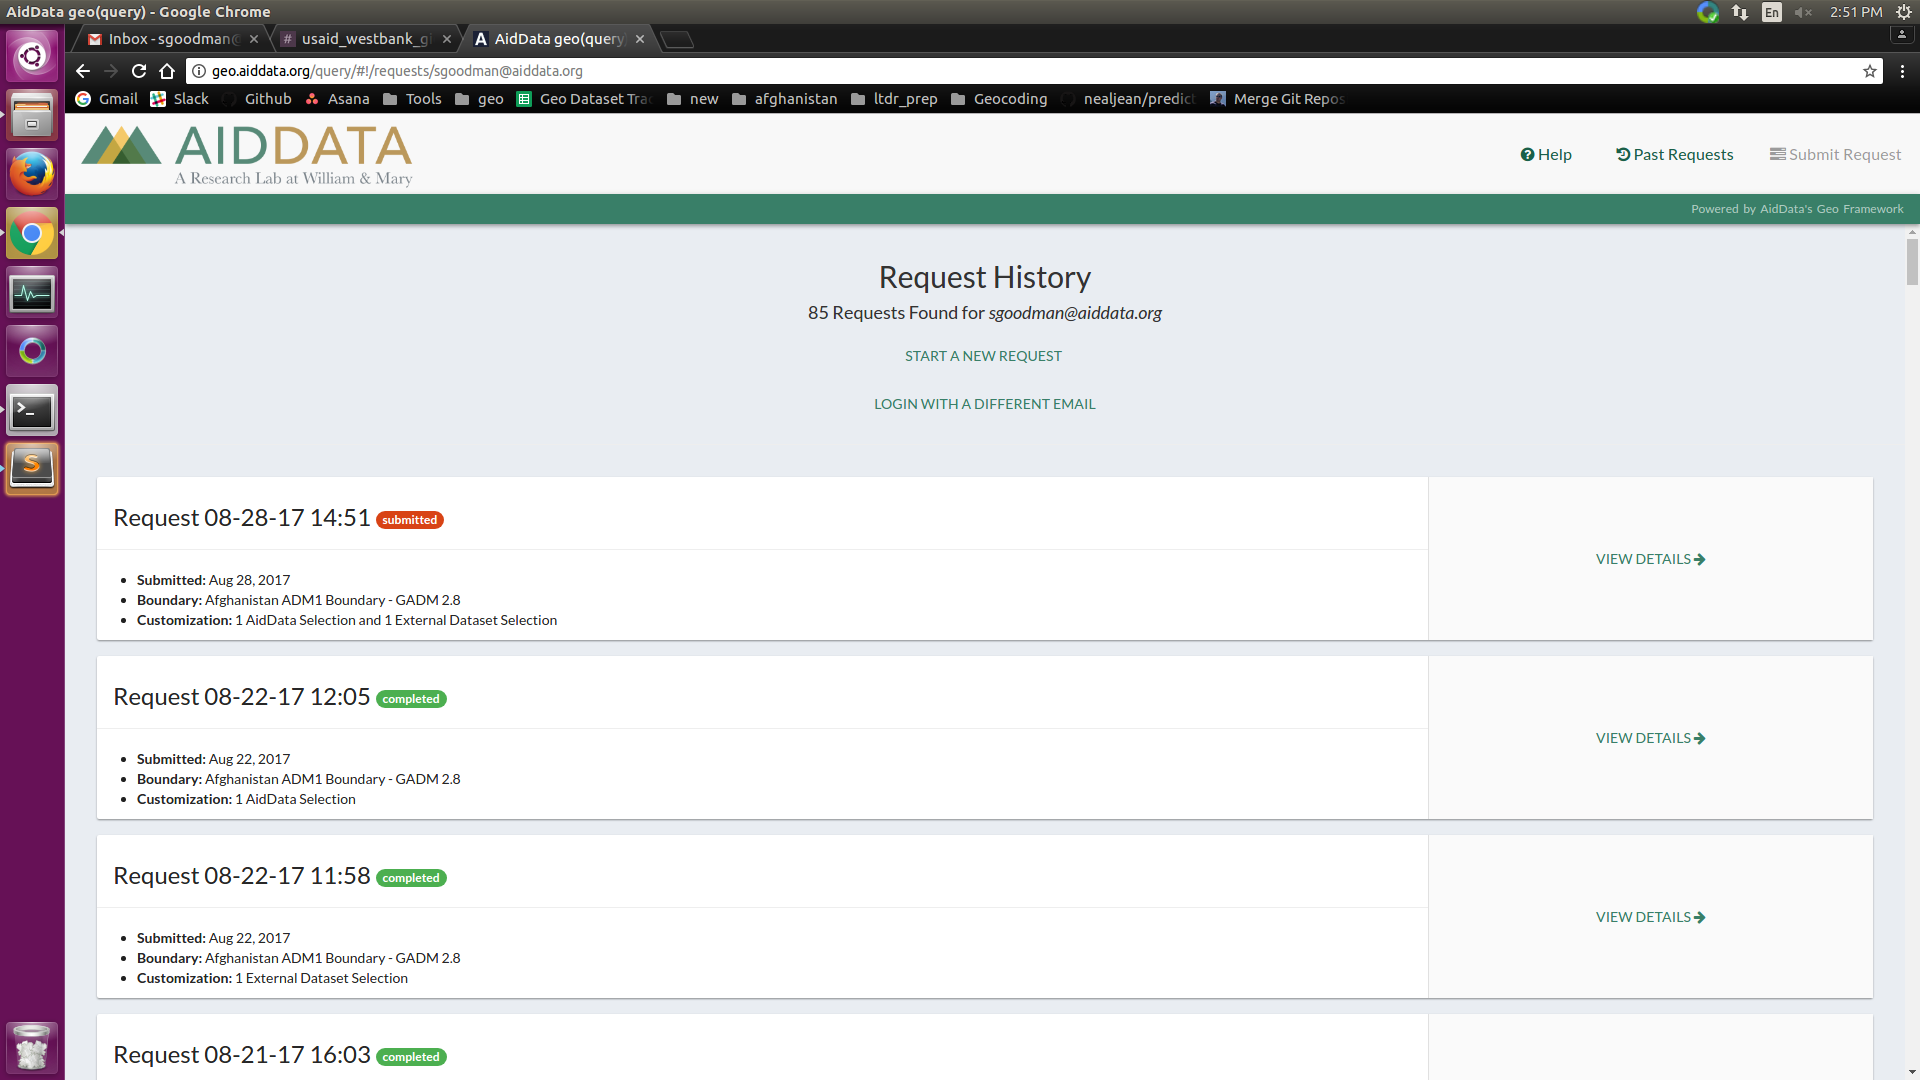 AidData geo(query) - Google Chrome
En
2:51 PM
Inbox - sgoodman@
# usaid_westbank_gi
AidData geo(query)
geo.aiddata.org/query/#!/requests/sgoodman@aiddata.org
Gmail
Slack
Github
Asana
Tools
geo
Geo Dataset Trac
new
afghanistan
ltdr_prep
Geocoding
nealjean/predict
Merge Git Repos
AIDDATA
A Research Lab at William & Mary
Help
Past Requests
Submit Request
Powered by AidData's Geo Framework
Request History
85 Requests Found for sgoodman@aiddata.org
START A NEW REQUEST
LOGIN WITH A DIFFERENT EMAIL
Request 08-28-17 14:51 submitted
Submitted: Aug 28, 2017
Boundary: Afghanistan ADM1 Boundary - GADM 2.8
Customization: 1 AidData Selection and 1 External Dataset Selection
VIEW DETAILS
Request 08-22-17 12:05 completed
Submitted: Aug 22, 2017
Boundary: Afghanistan ADM1 Boundary - GADM 2.8
Customization: 1 AidData Selection
VIEW DETAILS
Request 08-22-17 11:58 completed
Submitted: Aug 22, 2017
Boundary: Afghanistan ADM1 Boundary - GADM 2.8
Customization: 1 External Dataset Selection
VIEW DETAILS
Request 08-21-17 16:03 completed